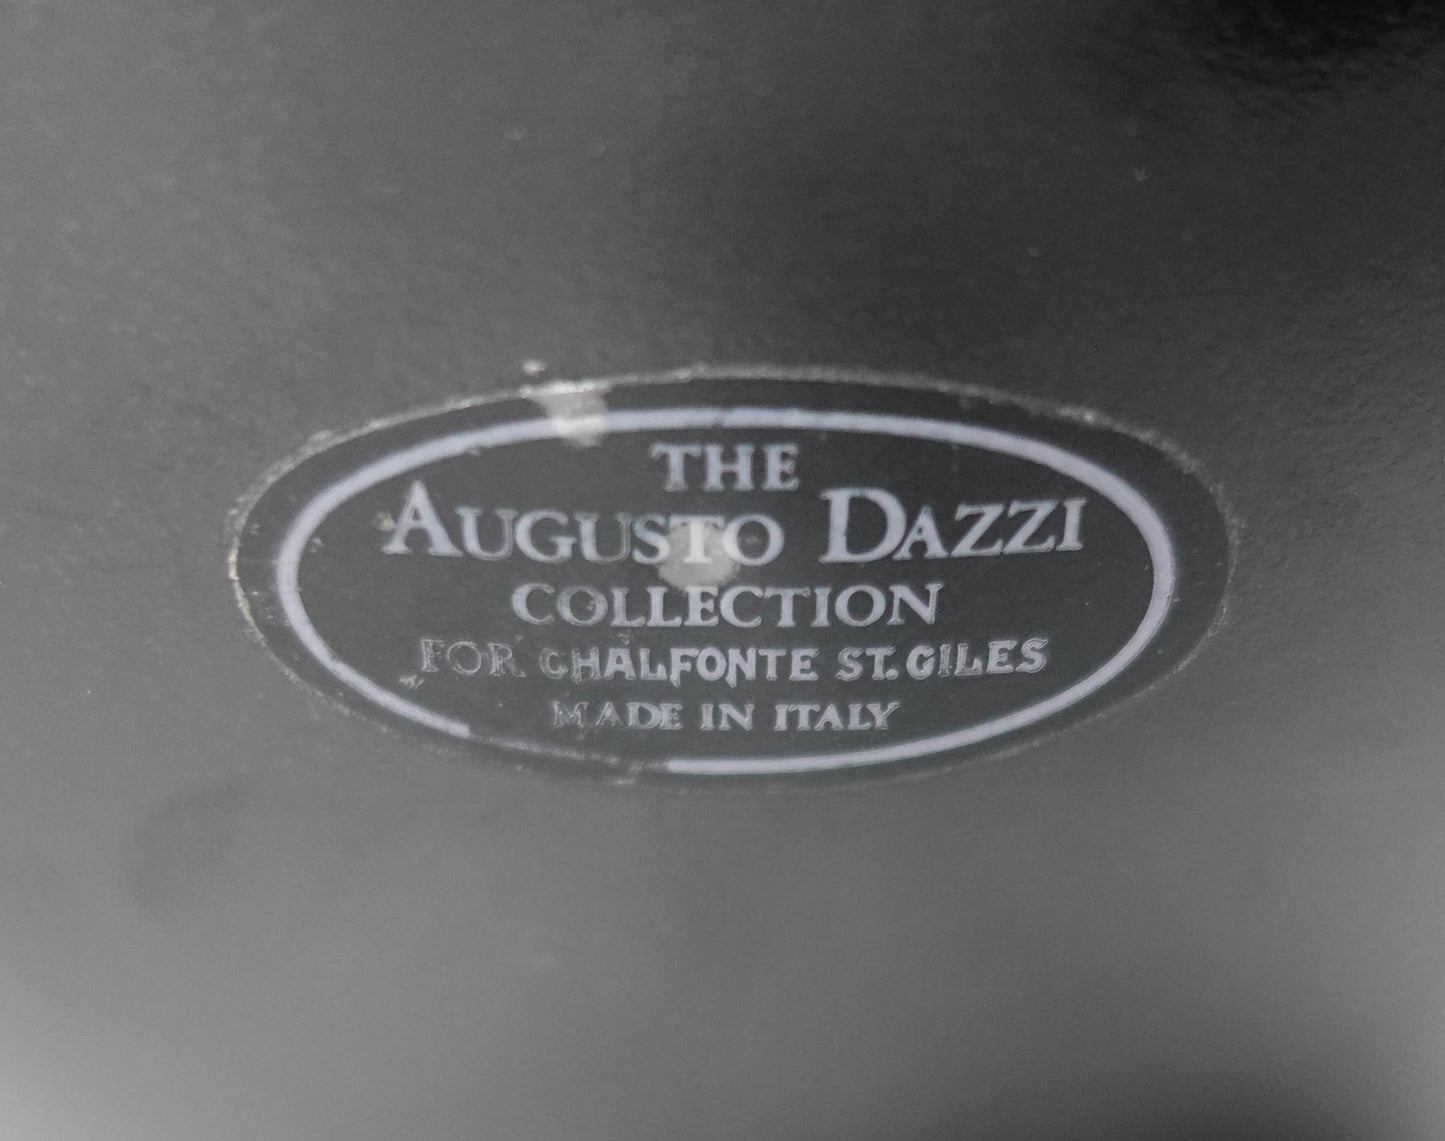 THE
AUGUSTO DAZZI
COLLECTION
FOR CHALFONTE ST. GILES
MADE IN ITALY